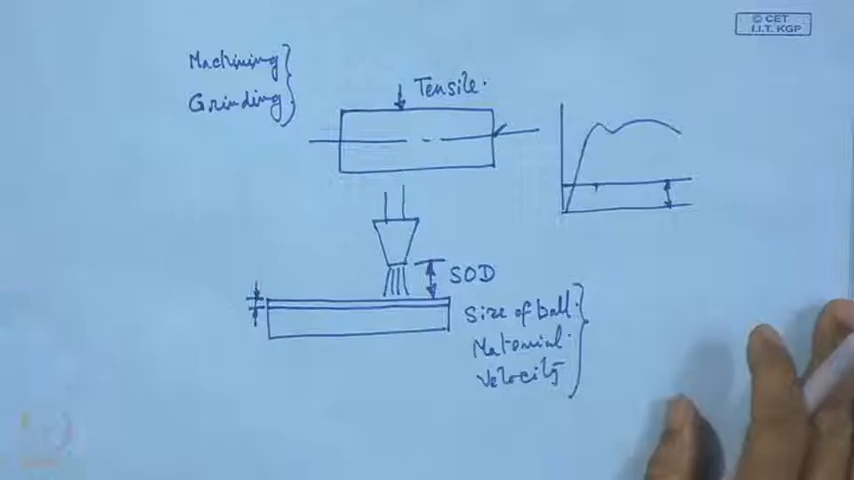 © CET
I.I.T. KGP
Machining
Grinding
Tensile.
SOD
Size of ball.
Material.
Velocity